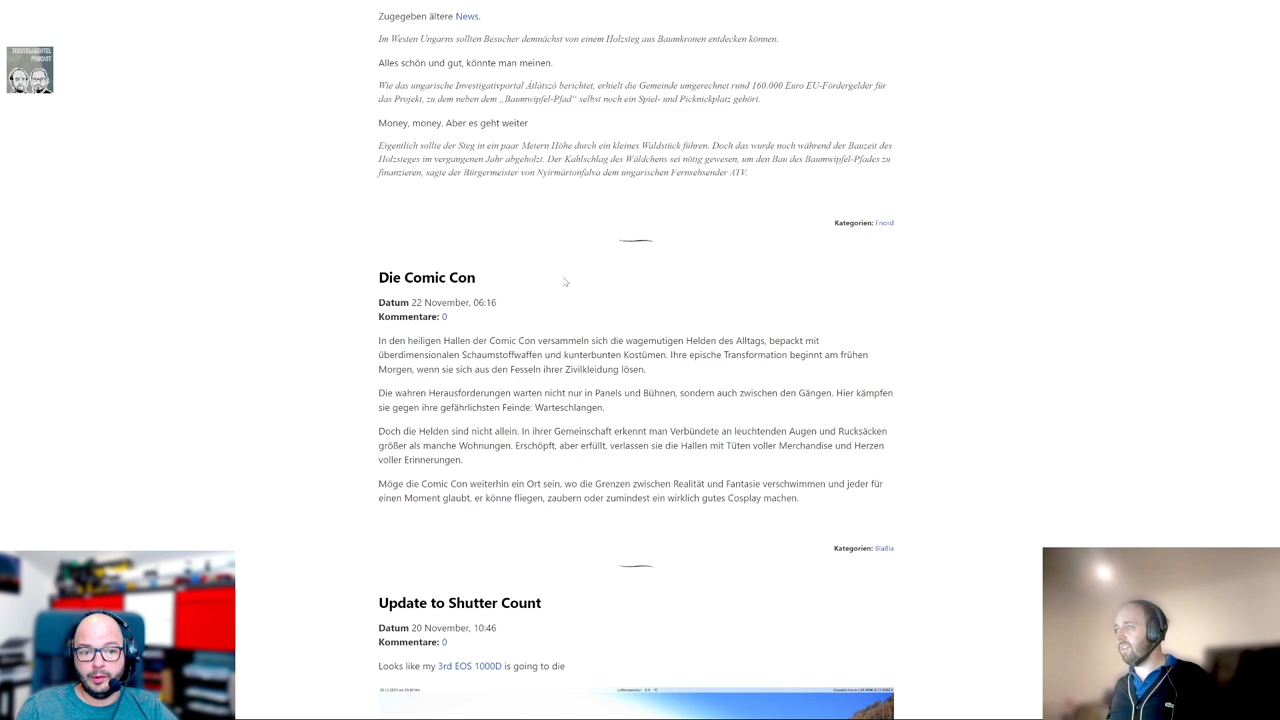 TECHTELMECHTEL
PODCAST
Zugegeben ältere News.
Im Westen Ungarns sollten Besucher demnächst von einem Holzsteg aus Baumkronen entdecken können.
Alles schön und gut, könnte man meinen.
Wie das ungarische Investigativportal Átlátszó berichtet, erhielt die Gemeinde umgerechnet rund 160.000 Euro EU-Fördergelder für
das Projekt, zu dem neben dem „Baumwipfel-Pfad“ selbst noch ein Spiel- und Picknickplatz gehört.
Money, money. Aber es geht weiter
Eigentlich sollte der Steg in ein paar Metern Höhe durch ein kleines Waldstück führen. Doch das wurde noch während der Bauzeit des
Holzsteges im vergangenen Jahr abgeholzt. Der Kahlschlag des Wäldchens sei nötig gewesen, um den Bau des Baumwipfel-Pfades zu
finanzieren, sagte der Bürgermeister von Nyirmártonfalva dem ungarischen Fernsehsender ATV.
Kategorien: Fnord
Die Comic Con
Datum 22 November, 06:16
Kommentare: 0
In den heiligen Hallen der Comic Con versammeln sich die wagemutigen Helden des Alltags, bepackt mit
überdimensionalen Schaumstoffwaffen und kunterbunten Kostümen. Ihre epische Transformation beginnt am frühen
Morgen, wenn sie sich aus den Fesseln ihrer Zivilkleidung lösen.
Die wahren Herausforderungen warten nicht nur in Panels und Bühnen, sondern auch zwischen den Gängen. Hier kämpfen
sie gegen ihre gefährlichsten Feinde: Warteschlangen.
Doch die Helden sind nicht allein. In ihrer Gemeinschaft erkennt man Verbündete an leuchtenden Augen und Rucksäcken
größer als manche Wohnungen. Erschöpft, aber erfüllt, verlassen sie die Hallen mit Tüten voller Merchandise und Herzen
voller Erinnerungen.
Möge die Comic Con weiterhin ein Ort sein, wo die Grenzen zwischen Realität und Fantasie verschwimmen und jeder für
einen Moment glaubt, er könne fliegen, zaubern oder zumindest ein wirklich gutes Cosplay machen.
Kategorien: BlaBla
Update to Shutter Count
Datum 20 November, 10:46
Kommentare: 0
Looks like my 3rd EOS 1000D is going to die